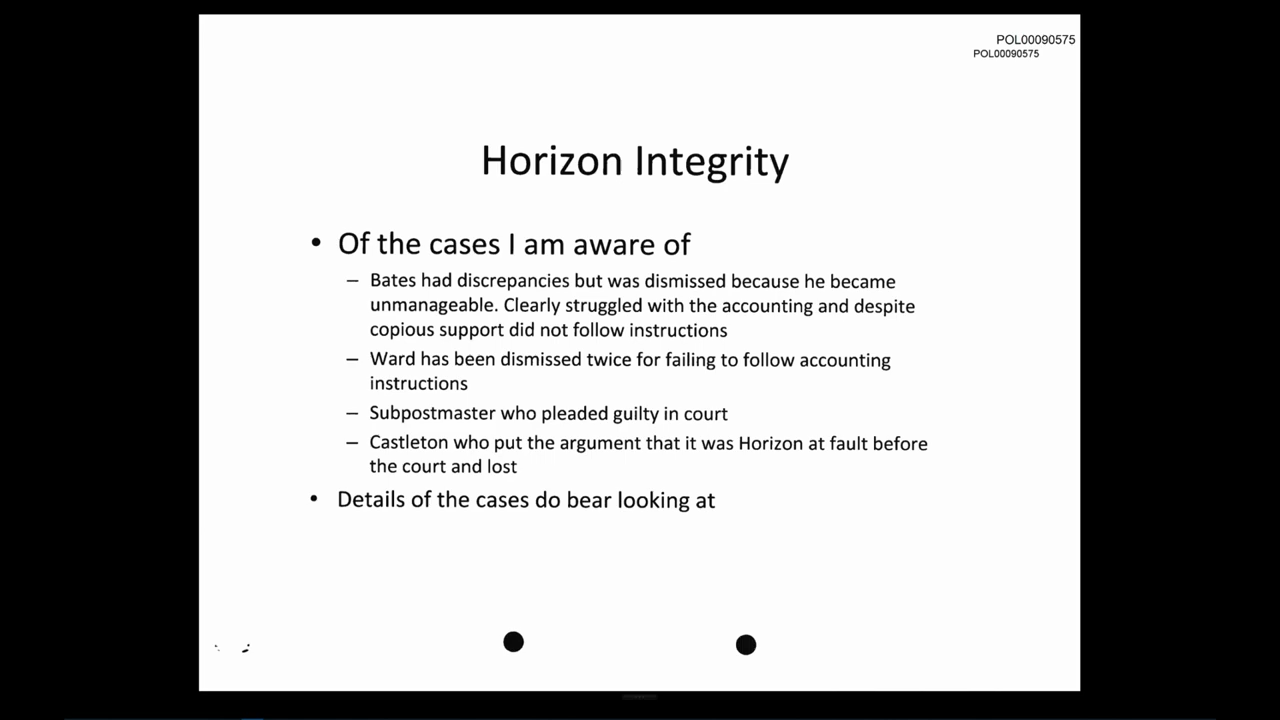 POL00090575
POL00090575
Horizon Integrity
• Of the cases I am aware of
– Bates had discrepancies but was dismissed because he became
unmanageable. Clearly struggled with the accounting and despite
copious support did not follow instructions
– Ward has been dismissed twice for failing to follow accounting
instructions
– Subpostmaster who pleaded guilty in court
– Castleton who put the argument that it was Horizon at fault before
the court and lost
• Details of the cases do bear looking at